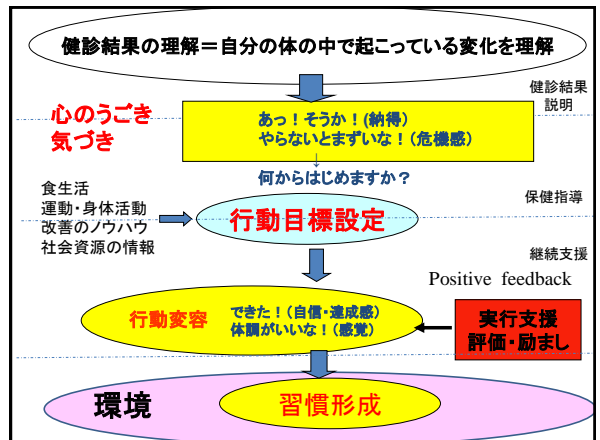 健診結果の理解＝自分の体の中で起こっている変化を理解
健診結果
説明
心のうごき
気づき
あっ！そうか！(納得)
やらないとまずいな！(危機感)
何からはじめますか？
食生活
運動・身体活動
改善のノウハウ
社会資源の情報
行動目標設定
保健指導
継続支援
Positive feedback
行動変容
できた！(自信・達成感)
体調がいいな！(感覚)
実行支援
評価・励まし
環境
習慣形成